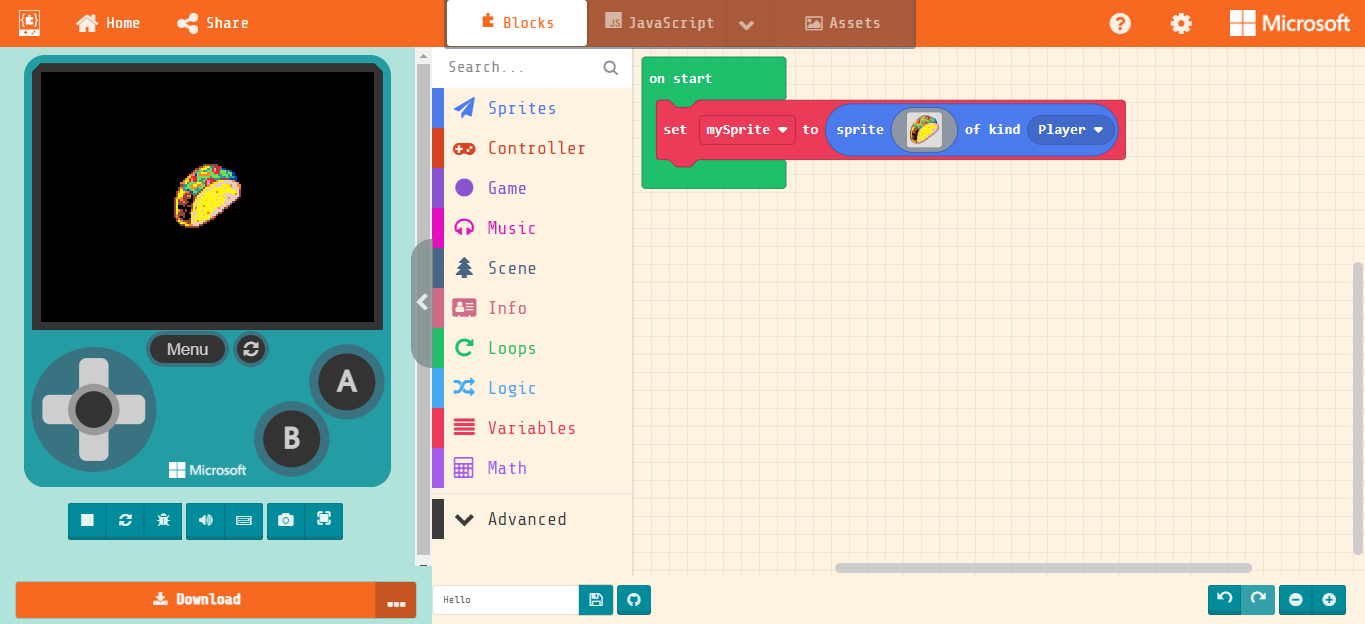 Home
Share
Blocks
JS JavaScript
Assets
?
Microsoft
Search...
Sprites
Controller
Game
Music
Scene
Info
Loops
Logic
Variables
Math
Advanced
on start
set mySprite to sprite of kind Player
Menu
A
B
Microsoft
Download
...
Hello